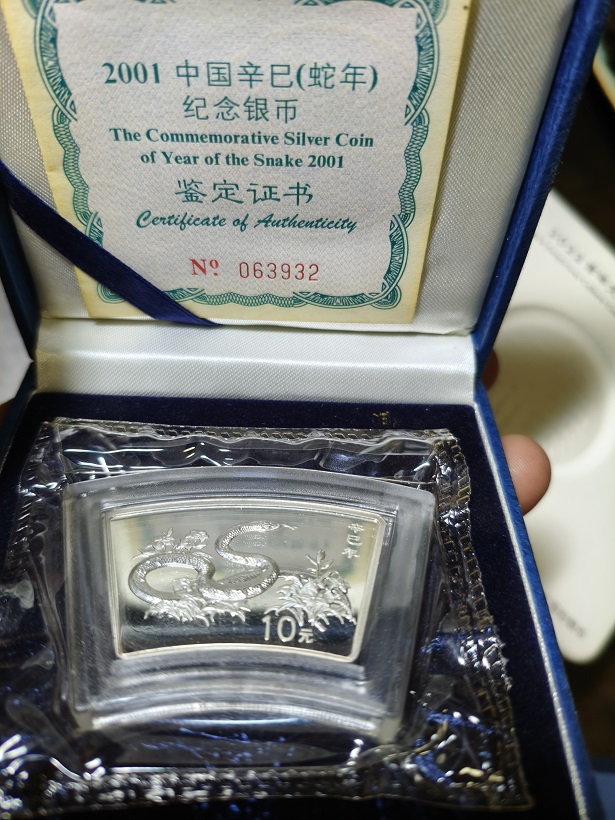 2001 中国辛巳(蛇年)
纪念银币
The Commemorative Silver Coin
of Year of the Snake 2001
鉴定证书
Certificate of Authenticity
Nº 063932
辛巳年
10元